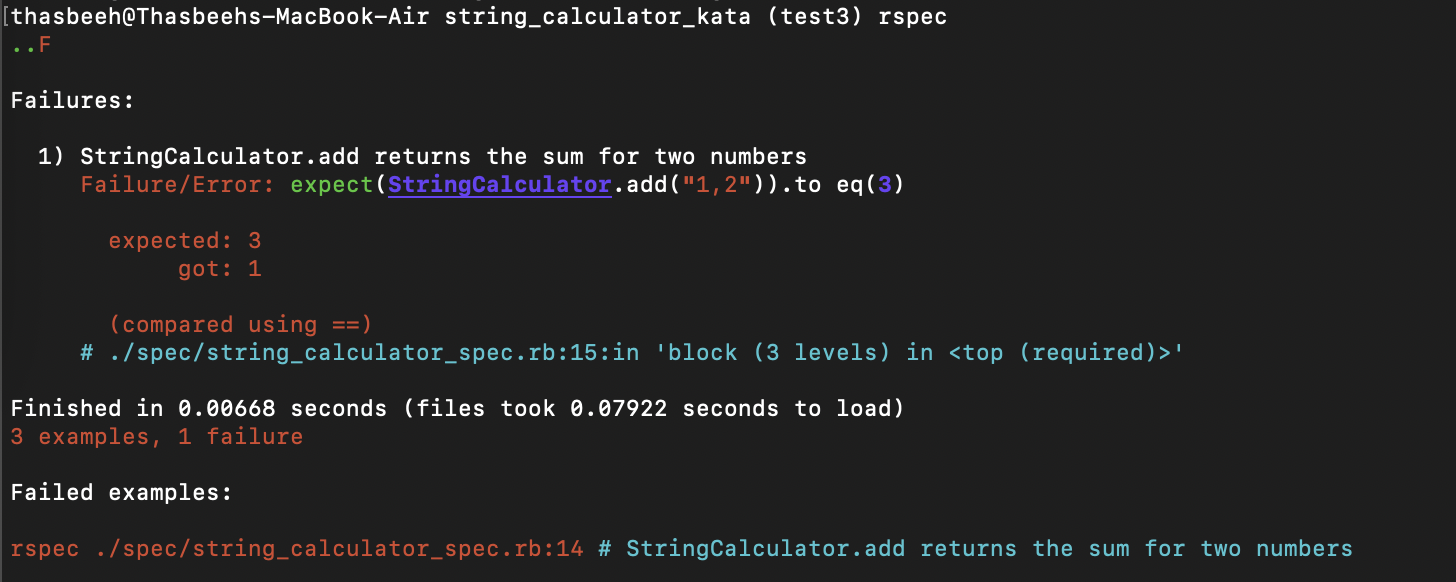 [thasbeeh@Thasbeehs-MacBook-Air string_calculator_kata (test3) rspec
..F
Failures:
1) StringCalculator.add returns the sum for two numbers
Failure/Error: expect(StringCalculator.add("1,2")).to eq(3)
expected: 3
got: 1
(compared using ==)
# ./spec/string_calculator_spec.rb:15:in 'block (3 levels) in <top (required)>'
Finished in 0.00668 seconds (files took 0.07922 seconds to load)
3 examples, 1 failure
Failed examples:
rspec ./spec/string_calculator_spec.rb:14 # StringCalculator.add returns the sum for two numbers